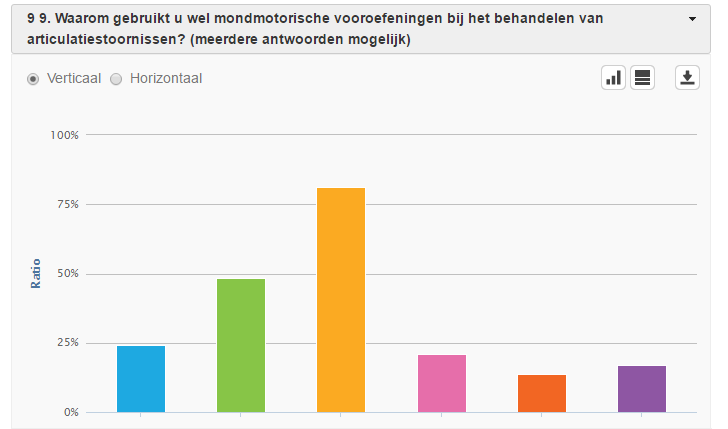 9 9. Waarom gebruikt u wel mondmotorische vooroefeningen bij het behandelen van
articulatiestoornissen? (meerdere antwoorden mogelijk)
Verticaal Horizontaal
100%
75%
50%
25%
0%
Ratio